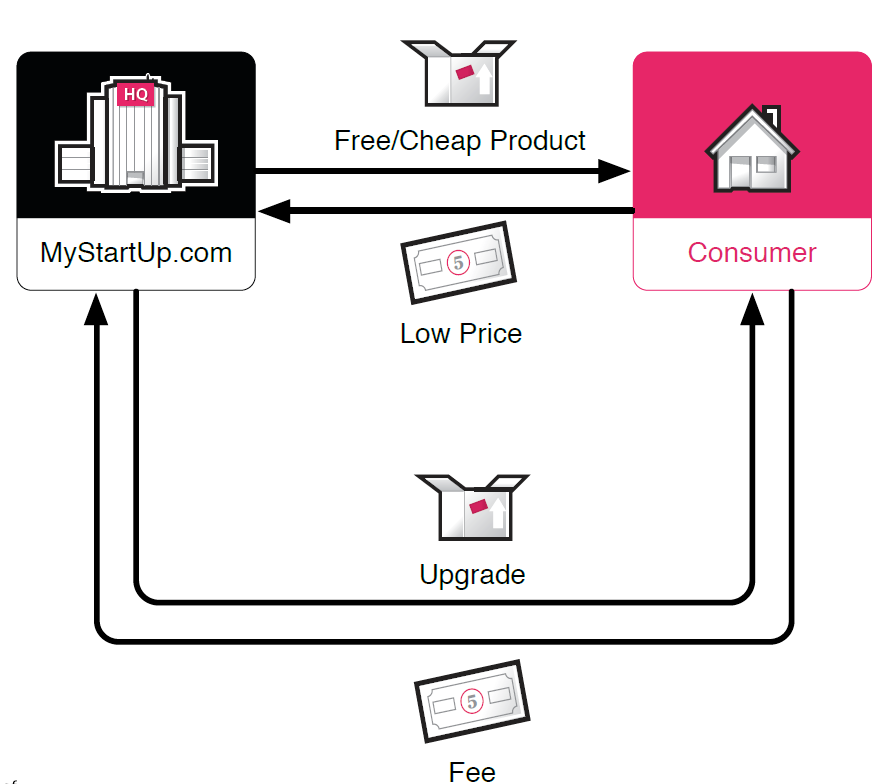 HQ
Free/Cheap Product
MyStartUp.com
Consumer
5
Low Price
Upgrade
5
Fee